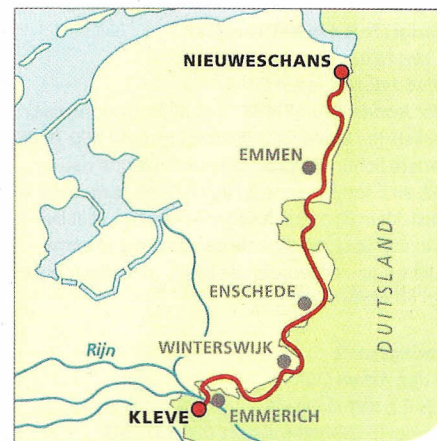 NIEUWESCHANS
EMMEN
ENSCHEDE
DUITSLAND
WINTERSWIJK
Rijn
KLEVE
EMMERICH